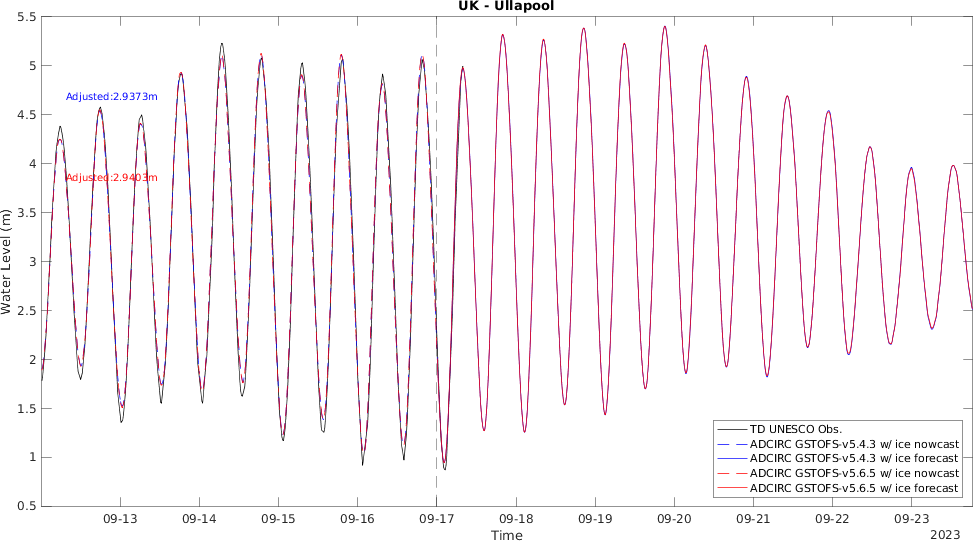 UK - Ullapool
5.5
5
4.5
4
3.5
3
2.5
2
1.5
1
0.5
Water Level (m)
Adjusted:2.9373m
Adjusted:2.9403m
TD UNESCO Obs.
ADCIRC GSTOFS-v5.4.3 w/ ice nowcast
ADCIRC GSTOFS-v5.4.3 w/ ice forecast
ADCIRC GSTOFS-v5.6.5 w/ ice nowcast
ADCIRC GSTOFS-v5.6.5 w/ ice forecast
09-13 09-14 09-15 09-16 09-17 09-18 09-19 09-20 09-21 09-22 09-23
Time
2023